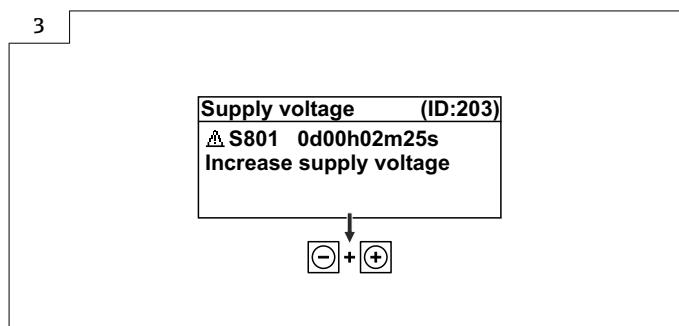 3
Supply voltage (ID:203)
⚠ S801 0d00h02m25s
Increase supply voltage
- + +